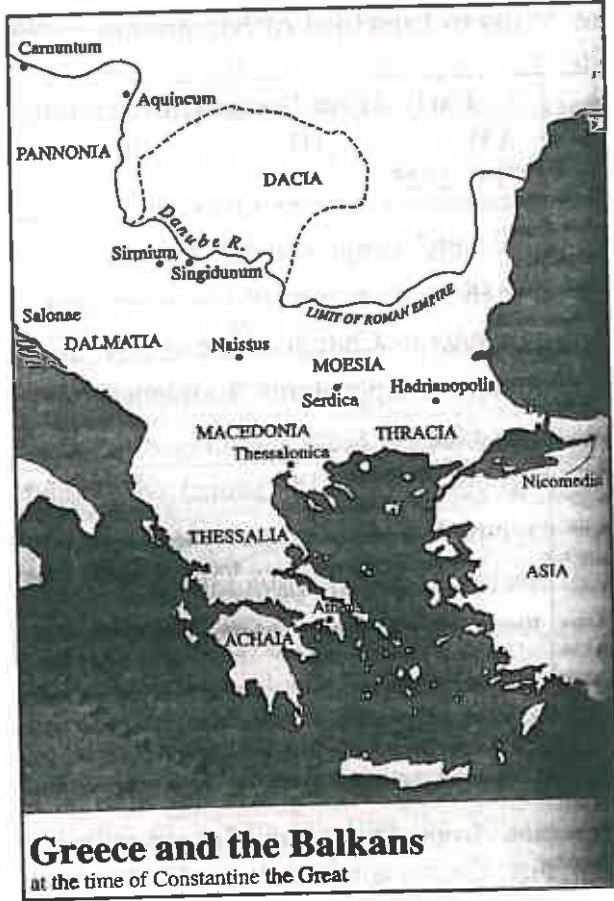 Carnuntum
Aquincum
PANNONIA
DACIA
Danube R.
Sirmium
Singidunum
LIMIT OF ROMAN EMPIRE
Salonae
DALMATIA
Naissus
MOESIA
Serdica
Hadrianopolis
MACEDONIA
THRACIA
Thessalonica
Nicomedia
THESSALIA
ASIA
ACHAIA
Greece and the Balkans
at the time of Constantine the Great